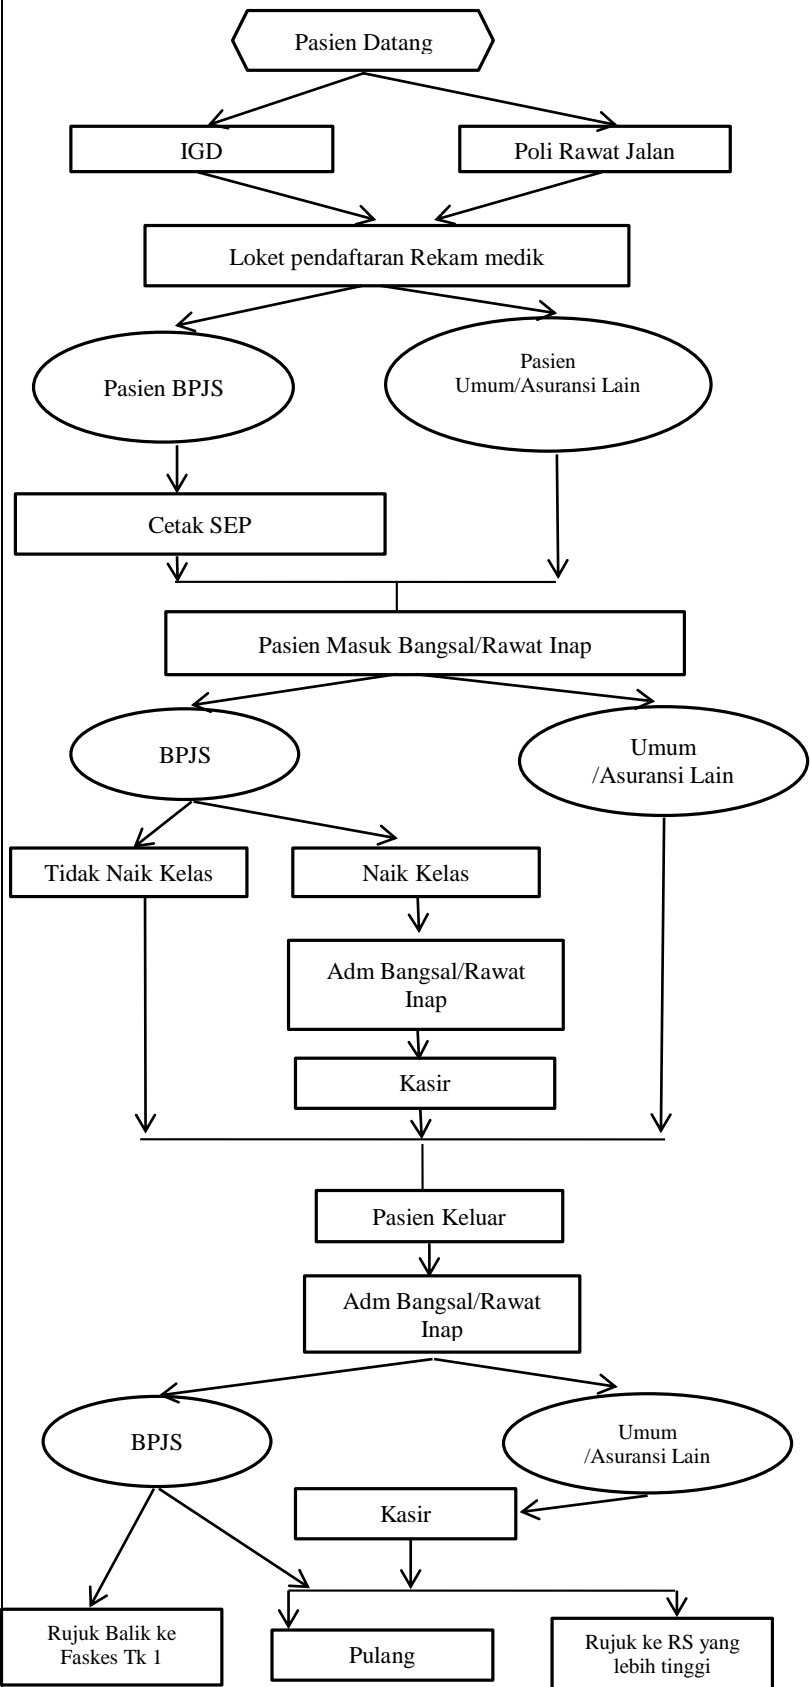 Pasien Datang
IGD
Poli Rawat Jalan
Loket pendaftaran Rekam medik
Pasien BPJS
Pasien
Umum/Asuransi Lain
Cetak SEP
Pasien Masuk Bangsal/Rawat Inap
BPJS
Umum
/Asuransi Lain
Tidak Naik Kelas
Naik Kelas
Adm Bangsal/Rawat
Inap
Kasir
Pasien Keluar
Adm Bangsal/Rawat
Inap
BPJS
Umum
/Asuransi Lain
Kasir
Rujuk Balik ke
Faskes Tk 1
Pulang
Rujuk ke RS yang
lebih tinggi